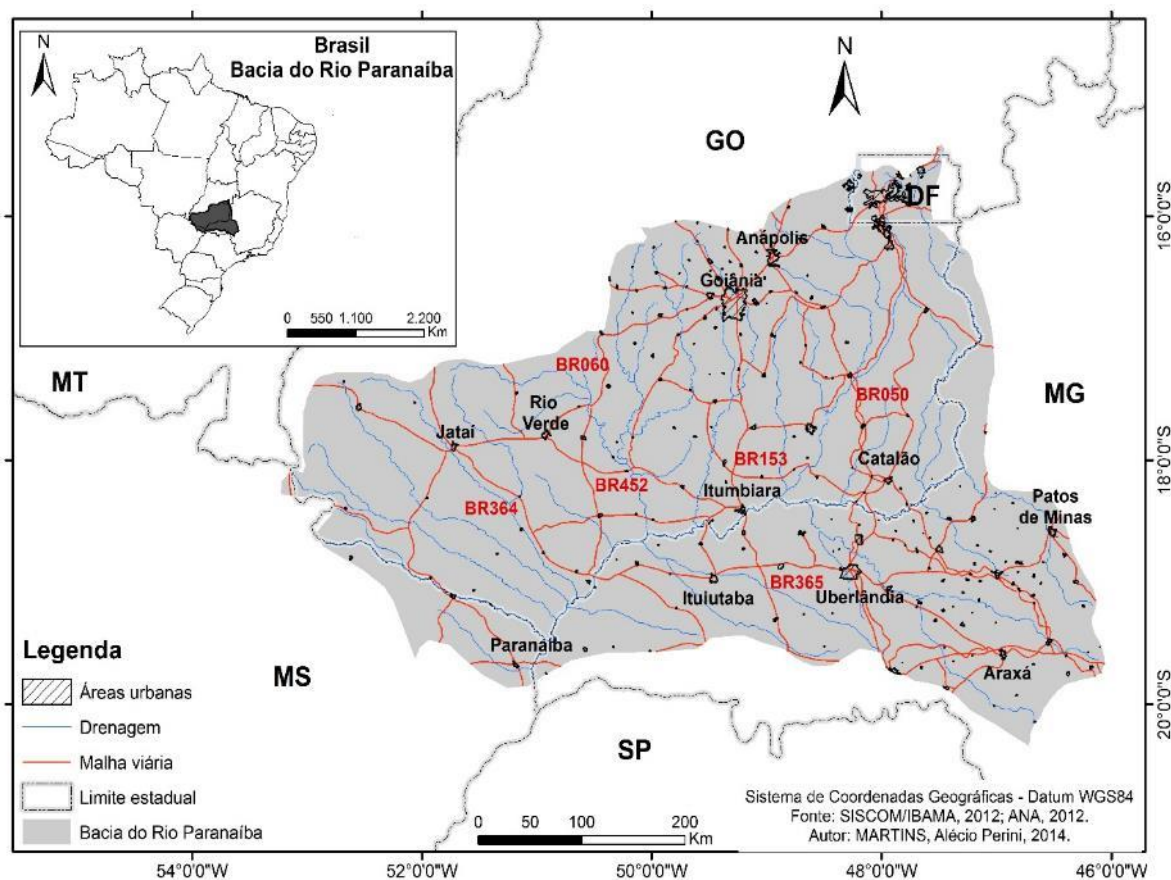 N
Brasil
Bacia do Rio Paranaíba
0 550 1.100 2.200
Km
N
GO
DF
16°0'0"S
Anápolis
Goiânia
MT
BR060
MG
BR050
Rio
Verde
Jataí
18°0'0"S
BR153
Catalão
BR452
Itumbiara
BR364
Patos
de Minas
BR365
Ituiutaba
Uberlândia
Paranaíba
Araxá
MS
20°0'0"S
SP
Legenda
Áreas urbanas
Drenagem
Malha viária
Limite estadual
Bacia do Rio Paranaíba
0 50 100 200
Km
Sistema de Coordenadas Geográficas - Datum WGS84
Fonte: SISCOM/IBAMA, 2012; ANA, 2012.
Autor: MARTINS, Alécio Perini, 2014.
54°0'0"W 52°0'0"W 50°0'0"W 48°0'0"W 46°0'0"W